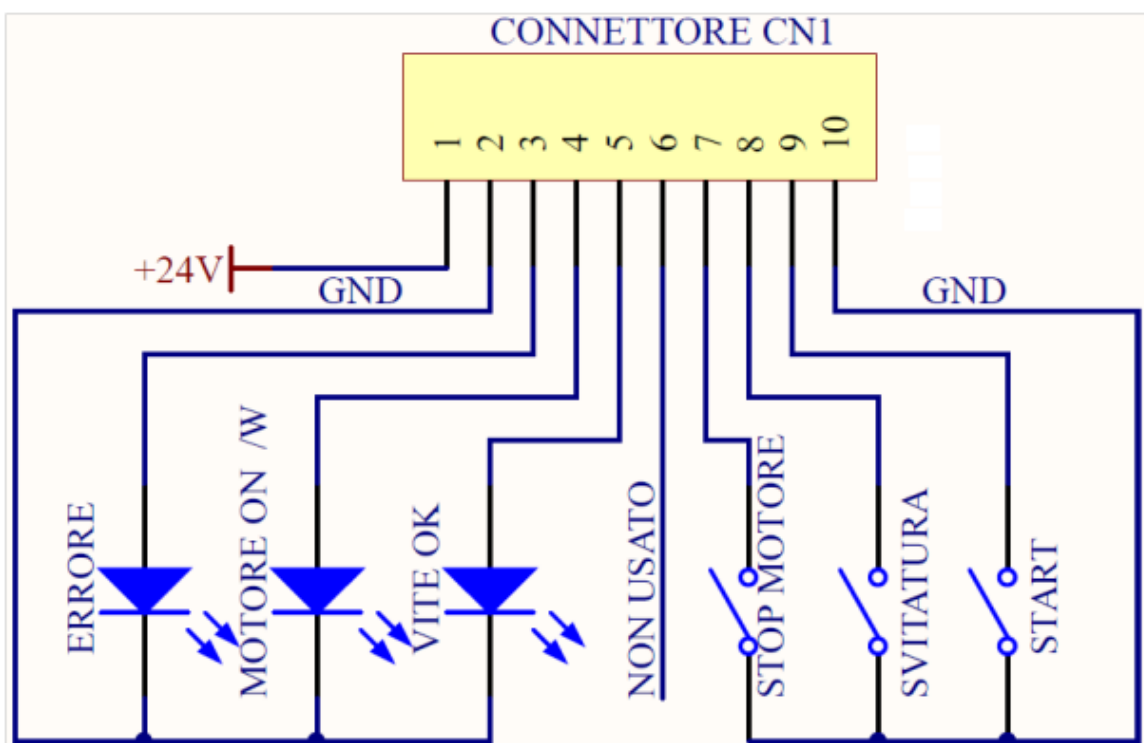 CONNETTORE CN1
1 2 3 4 5 6 7 8 9 10
+24V
GND
GND
ERRORE
MOTORE ON /W
VITE OK
NON USATO
STOP MOTORE
SVITATURA
START